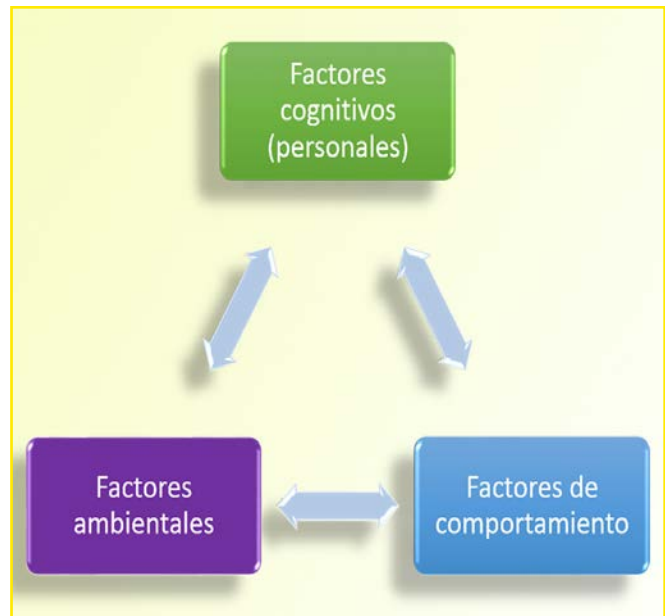 Factores
cognitivos
(personales)
Factores
ambientales
Factores de
comportamiento